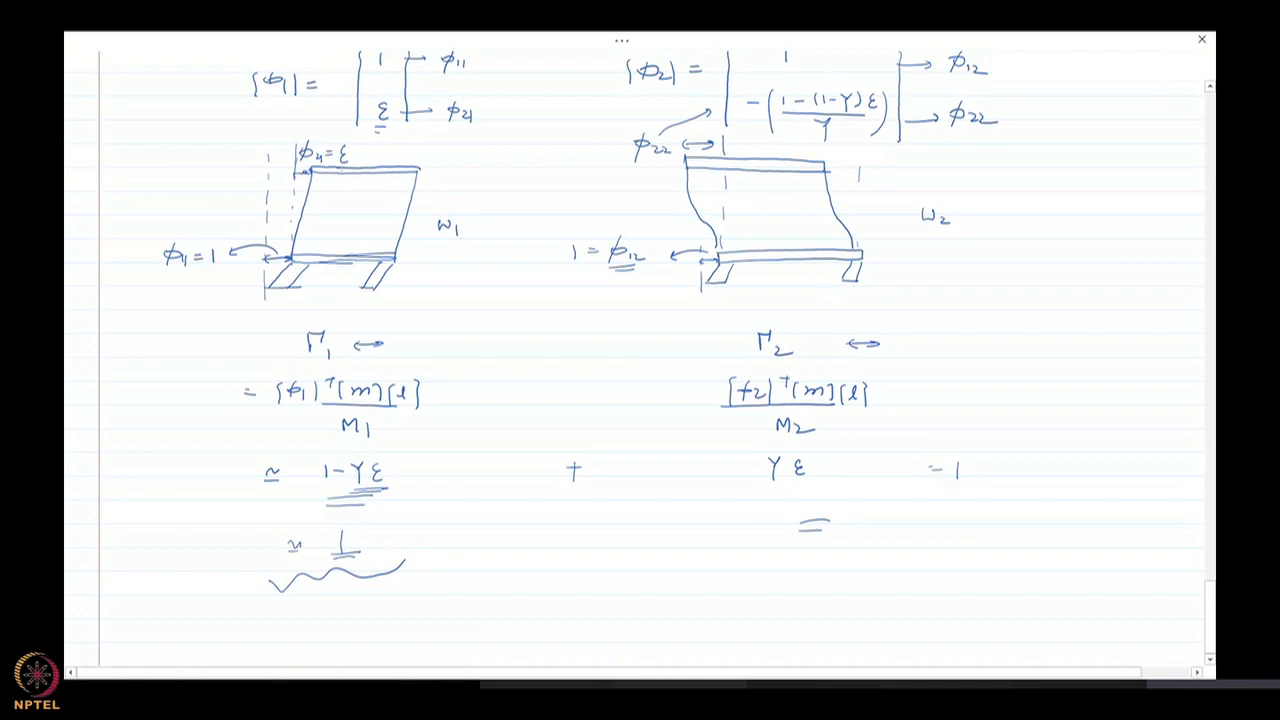 {ϕ1} = | 1 | → ϕ11
| ε | → ϕ21
{ϕ2} = | 1 | → ϕ12
| -(1-(1-γ)ε / γ) | → ϕ22
ϕ21=ε
ω1
ϕ11=1
ϕ22 ↔
ω2
1 = ϕ12
Γ1 ↔
= {ϕ1}ᵀ[m]{l} / M1
Γ2 ↔
{ϕ2}ᵀ[m]{l} / M2
≃ 1-γε + γε = 1
≃ 1
NPTEL